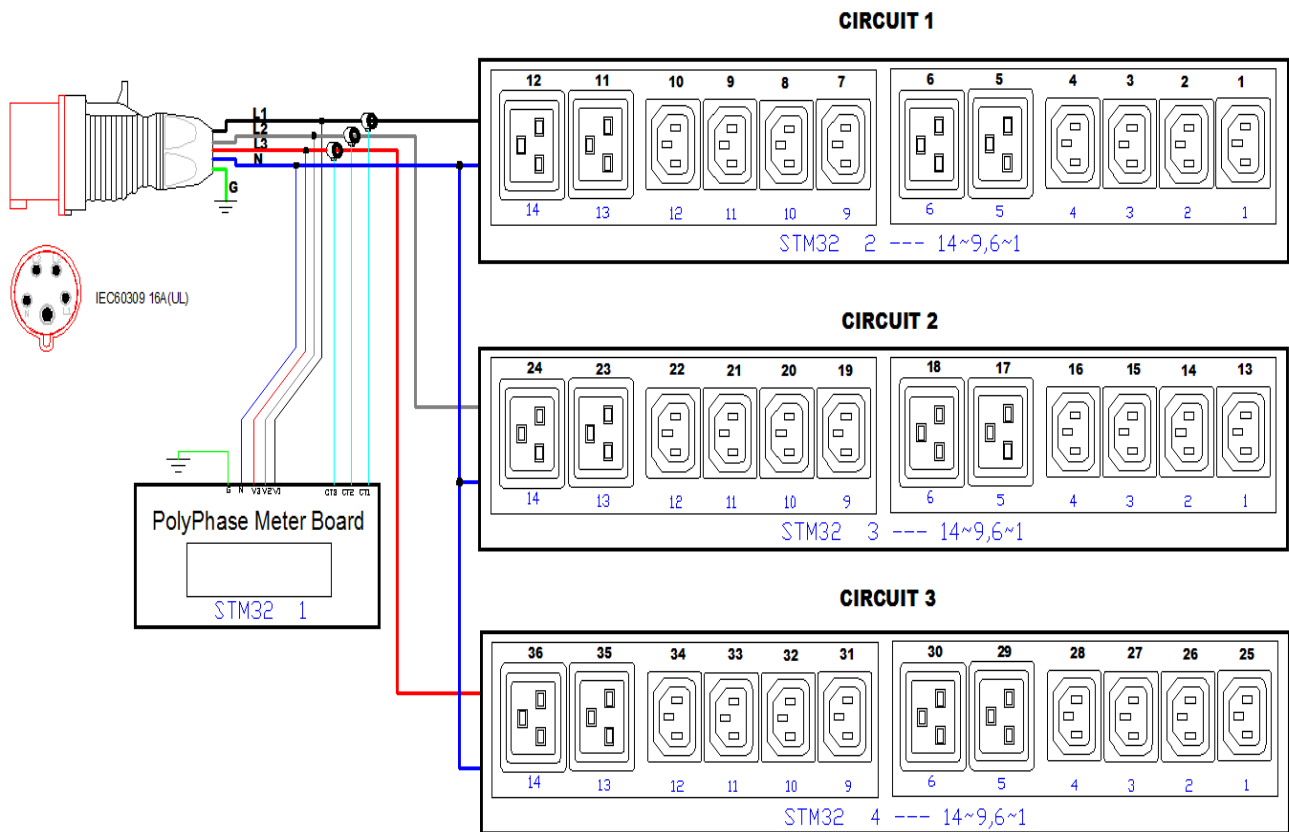 CIRCUIT 1
12 11 10 9 8 7 6 5 4 3 2 1
14 13 12 11 10 9 6 5 4 3 2 1
STM32 2 --- 14~9,6~1
L1
L2
L3
N
G
IEC60309 16A(UL)
CIRCUIT 2
24 23 22 21 20 19 18 17 16 15 14 13
14 13 12 11 10 9 6 5 4 3 2 1
STM32 3 --- 14~9,6~1
G N V3 V2 V1 CT3 CT2 CT1
PolyPhase Meter Board
STM32 1
CIRCUIT 3
36 35 34 33 32 31 30 29 28 27 26 25
14 13 12 11 10 9 6 5 4 3 2 1
STM32 4 --- 14~9,6~1